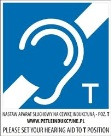 T
NASTAW APARAT SŁUCHOWY NA CEWKĘ INDUKCYJNĄ - POZ. T
WWW.PETLEINDUKCYJNE.PL
PLEASE SET YOUR HEARING AID TO T POSITION